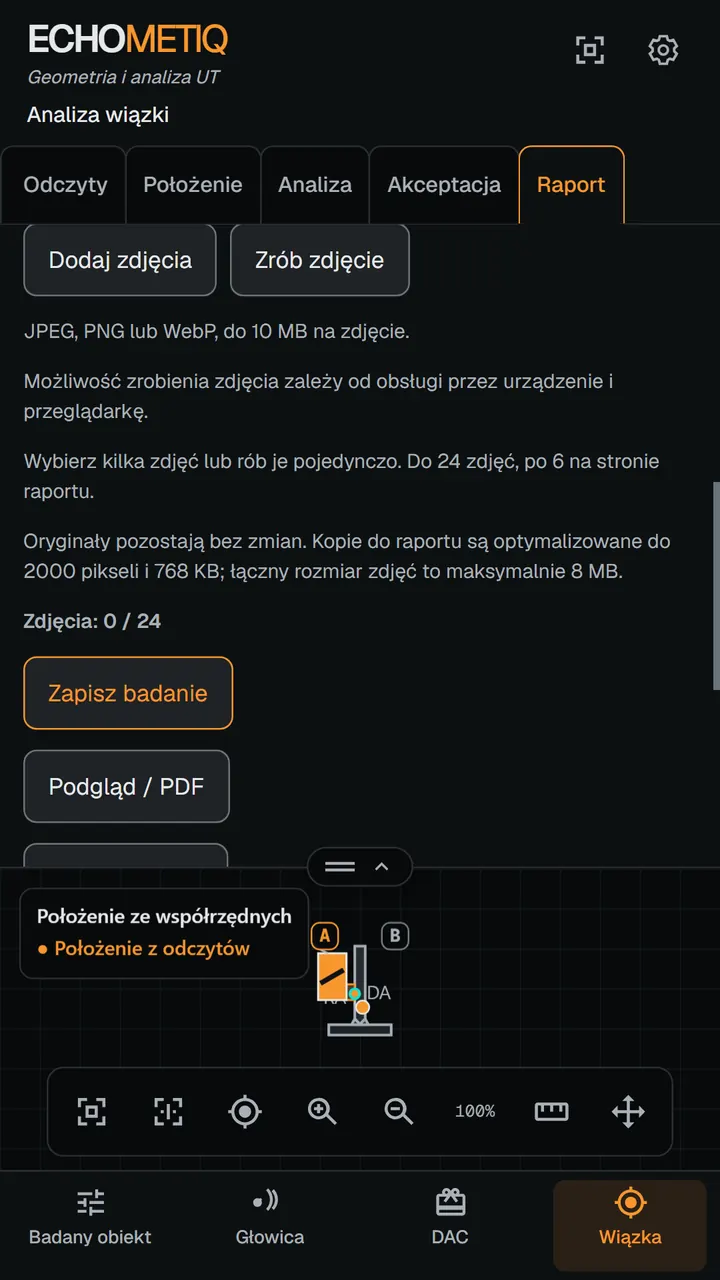 ECHOMETIQ
Geometria i analiza UT
Analiza wiązki
Odczyty
Położenie
Analiza
Akceptacja
Raport
Dodaj zdjęcia
Zrób zdjęcie
JPEG, PNG lub WebP, do 10 MB na zdjęcie.
Możliwość zrobienia zdjęcia zależy od obsługi przez urządzenie i
przeglądarkę.
Wybierz kilka zdjęć lub rób je pojedynczo. Do 24 zdjęć, po 6 na stronie
raportu.
Oryginały pozostają bez zmian. Kopie do raportu są optymalizowane do
2000 pikseli i 768 KB; łączny rozmiar zdjęć to maksymalnie 8 MB.
Zdjęcia: 0 / 24
Zapisz badanie
Podgląd / PDF
Położenie ze współrzędnych
Położenie z odczytów
A
B
DA
100%
Badany obiekt
Głowica
DAC
Wiązka